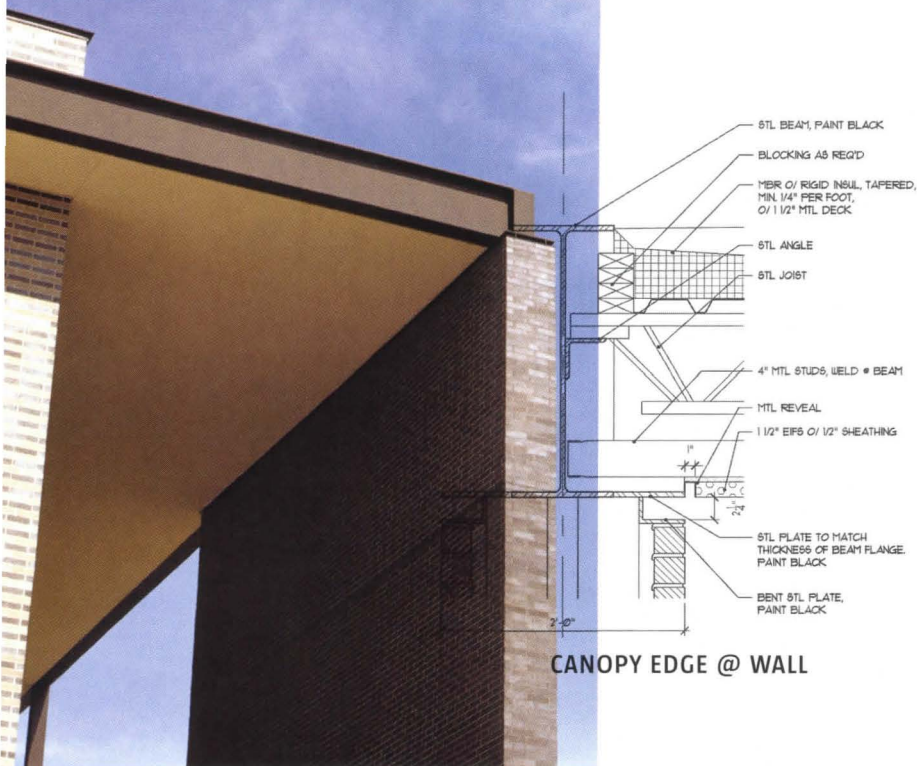 STL BEAM, PAINT BLACK
BLOCKING AS REQ'D
MBR O/ RIGID INSUL, TAPERED,
MIN. 1/4" PER FOOT,
O/ 1 1/2" MTL DECK
STL ANGLE
STL JOIST
4" MTL STUDS, WELD @ BEAM
MTL REVEAL
1 1/2" EIFS O/ 1/2" SHEATHING
1"
2 1/4"
STL PLATE TO MATCH
THICKNESS OF BEAM FLANGE.
PAINT BLACK
BENT STL PLATE,
PAINT BLACK
2'-0"
CANOPY EDGE @ WALL